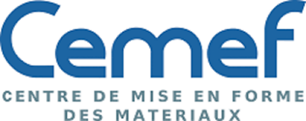 Cemef
CENTRE DE MISE EN FORME
DES MATERIAUX